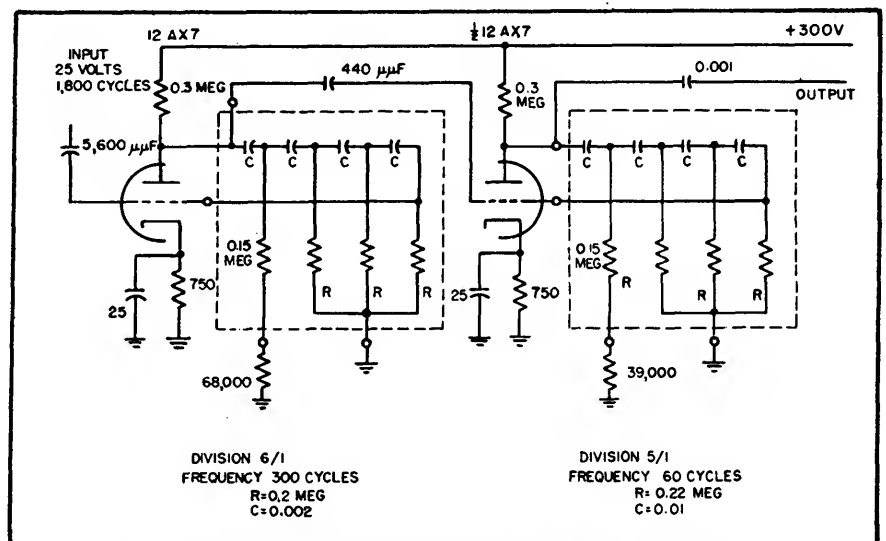 12 AX7
½ 12 AX7
+300V
INPUT
25 VOLTS
1,800 CYCLES
0.3 MEG
440 µµF
0.3
MEG
0.001
OUTPUT
5,600 µµF
C
C
C
C
C
C
C
C
0.15
MEG
R
R
R
750
25
0.15
MEG
R
R
R
R
750
25
68,000
39,000
DIVISION 6/1
FREQUENCY 300 CYCLES
R=0,2 MEG
C=0.002
DIVISION 5/1
FREQUENCY 60 CYCLES
R= 0.22 MEG
C=0.01